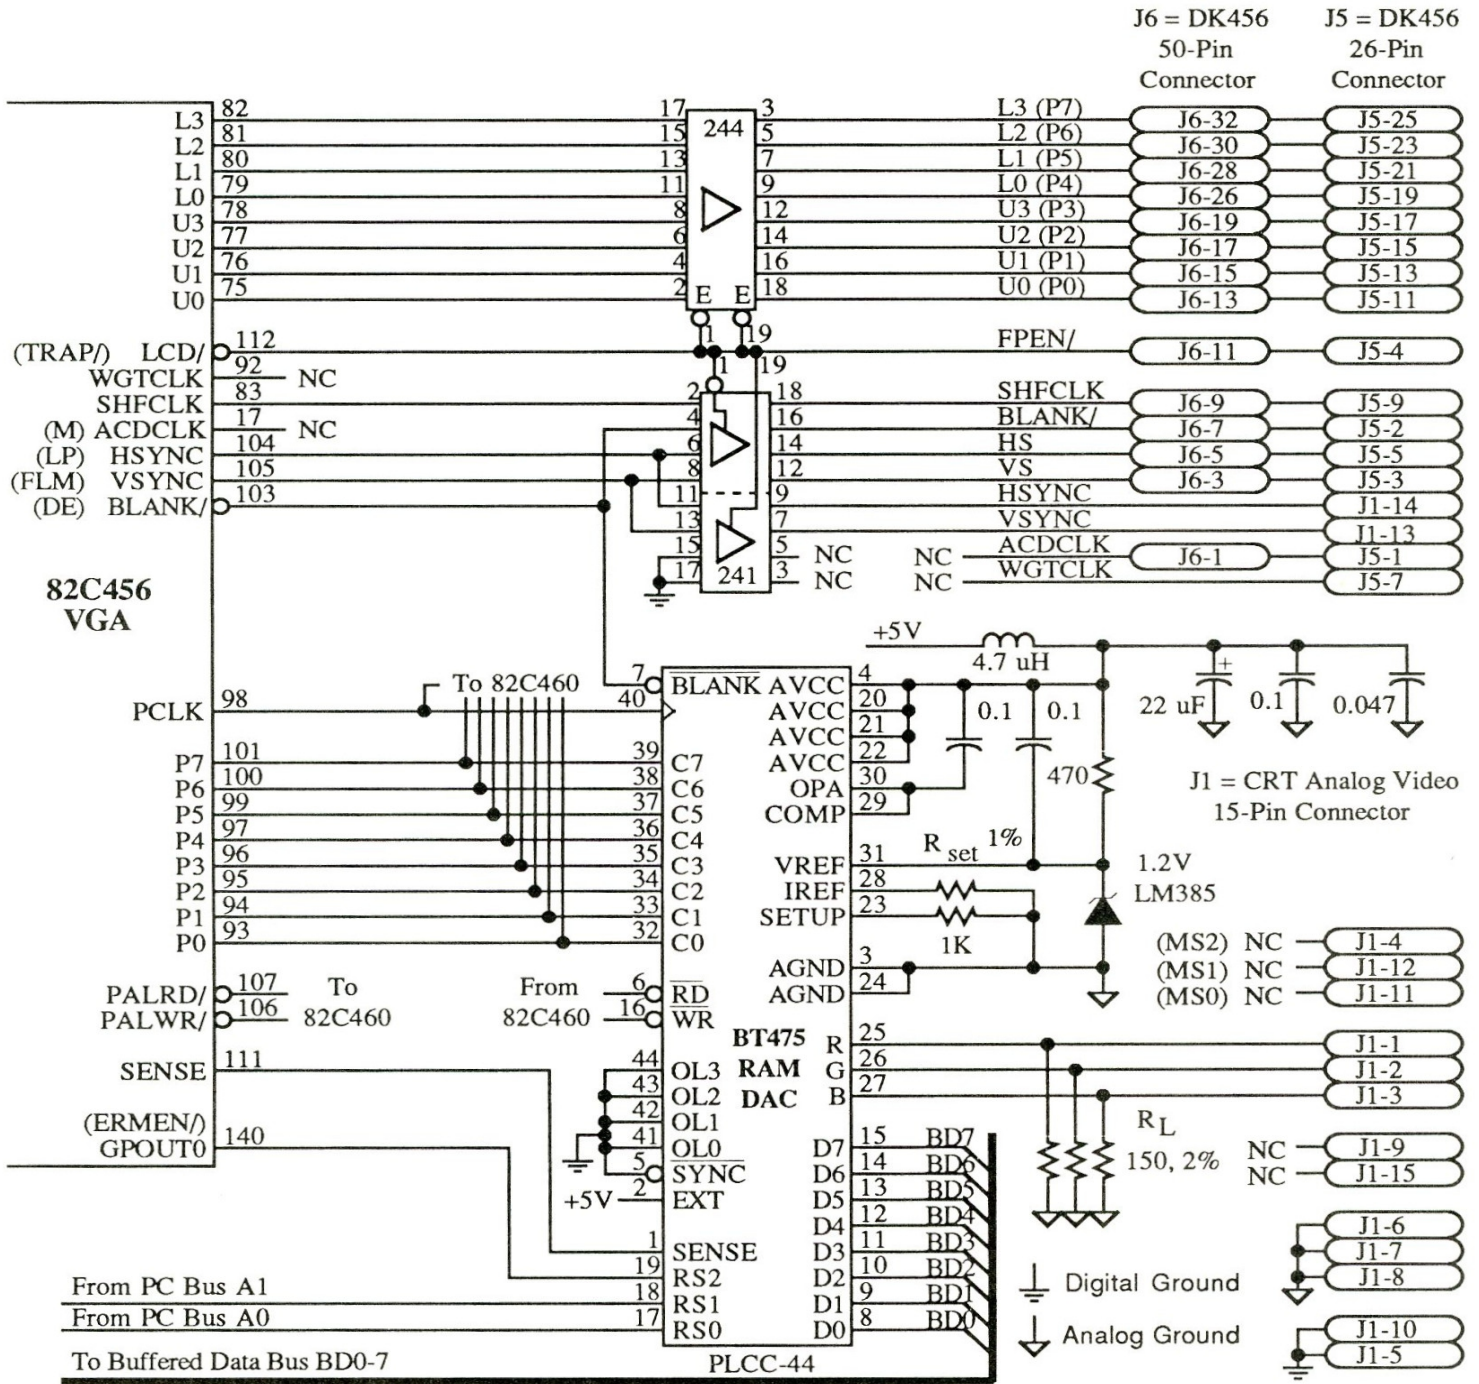 J6 = DK456 J5 = DK456
50-Pin 26-Pin
Connector Connector
L3 82 17 3 L3 (P7) J6-32 J5-25
244
L2 81 15 5 L2 (P6) J6-30 J5-23
L1 80 13 7 L1 (P5) J6-28 J5-21
L0 79 11 9 L0 (P4) J6-26 J5-19
U3 78 8 12 U3 (P3) J6-19 J5-17
U2 77 6 14 U2 (P2) J6-17 J5-15
U1 76 4 16 U1 (P1) J6-15 J5-13
U0 75 2 E E 18 U0 (P0) J6-13 J5-11
1 19
(TRAP/) LCD/ 112 FPEN/ J6-11 J5-4
1 19
WGTCLK 92 NC
SHFCLK 83 2 18 SHFCLK J6-9 J5-9
(M) ACDCLK 17 NC 4 16 BLANK/ J6-7 J5-2
(LP) HSYNC 104 6 14 HS J6-5 J5-5
(FLM) VSYNC 105 8 12 VS J6-3 J5-3
(DE) BLANK/ 103 11 9 HSYNC J1-14
13 7 VSYNC J1-13
15 5 NC NC ACDCLK J6-1 J5-1
17 241 3 NC NC WGTCLK J5-7
82C456
VGA
+5V 4.7 uH
To 82C460 7 BLANK AVCC 4
PCLK 98 40 AVCC 20
0.1 0.1 22 uF + 0.1 0.047
AVCC 21
P7 101 39 C7 AVCC 22
P6 100 38 C6 OPA 30 470
J1 = CRT Analog Video
15-Pin Connector
P5 99 37 C5 COMP 29
P4 97 36 C4 Rset 1%
P3 96 35 C3 VREF 31 1.2V
P2 95 34 C2 IREF 28 LM385
P1 94 33 C1 SETUP 23
P0 93 32 C0 1K (MS2) NC J1-4
AGND 3 (MS1) NC J1-12
PALRD/ 107 To From 6 RD AGND 24 (MS0) NC J1-11
PALWR/ 106 82C460 82C460 16 WR
BT475
RAM
DAC
R 25 J1-1
SENSE 111 44 OL3 G 26 J1-2
43 OL2 B 27 J1-3
(ERMEN/) 42 OL1 RL
GPOUT0 140 41 OL0 D7 15 BD7 150, 2% NC J1-9
5 SYNC D6 14 BD6 NC J1-15
+5V 2 EXT D5 13 BD5
D4 12 BD4 J1-6
1 SENSE D3 11 BD3 J1-7
19 RS2 D2 10 BD2 Digital Ground J1-8
From PC Bus A1 18 RS1 D1 9 BD1
From PC Bus A0 17 RS0 D0 8 BD0 Analog Ground J1-10
To Buffered Data Bus BD0-7 PLCC-44 J1-5